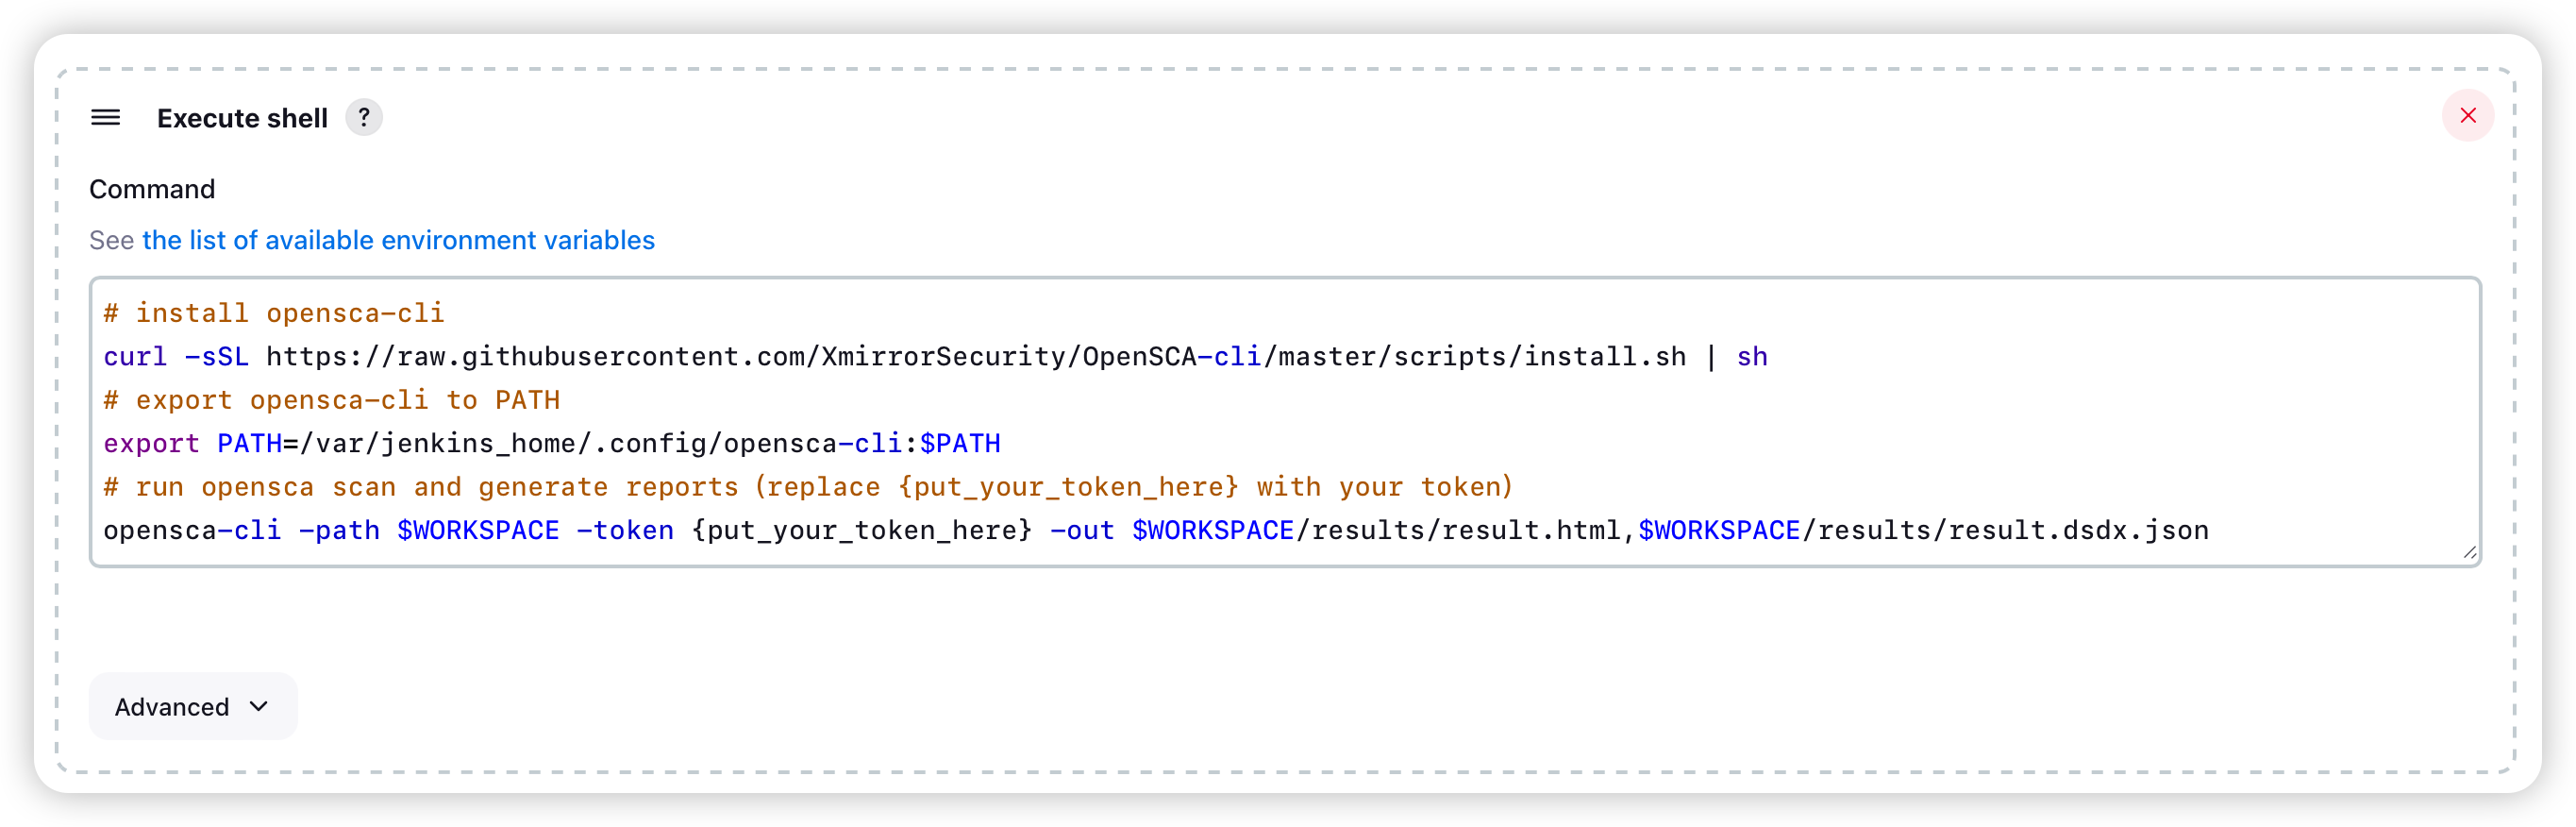 Execute shell ?
Command
See the list of available environment variables
# install opensca-cli
curl -sSL https://raw.githubusercontent.com/XmirrorSecurity/OpenSCA-cli/master/scripts/install.sh | sh
# export opensca-cli to PATH
export PATH=/var/jenkins_home/.config/opensca-cli:$PATH
# run opensca scan and generate reports (replace {put_your_token_here} with your token)
opensca-cli -path $WORKSPACE -token {put_your_token_here} -out $WORKSPACE/results/result.html,$WORKSPACE/results/result.dsdx.json
Advanced